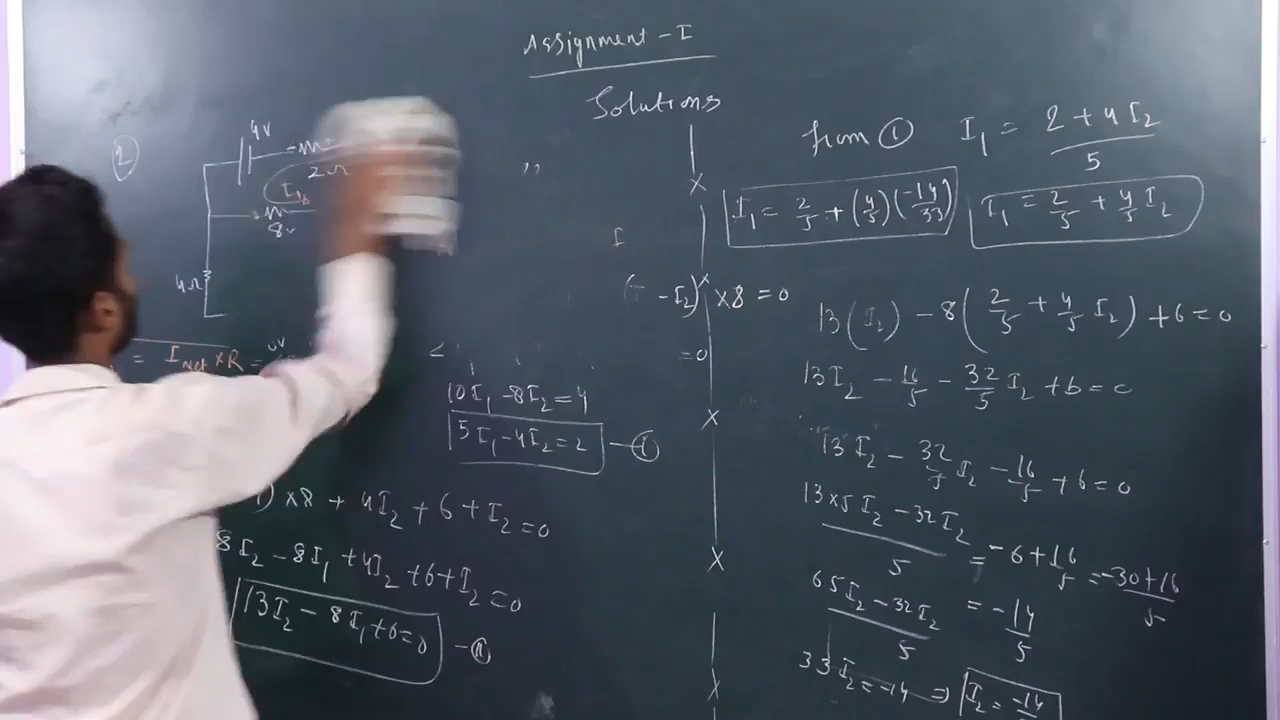 Assignment - I
Solutions
2
4V
2Ω
I₁
8v
4Ω
= I net × R = 0V
10I₁ - 8I₂ = 4
5I₁ - 4I₂ = 2 — ①
1) × 8 + 4I₂ + 6 + I₂ = 0
8I₂ - 8I₁ + 4I₂ + 6 + I₂ = 0
13I₂ - 8I₁ + 6 = 0 — ⑪
I
- I₂) × 8 = 0
= 0
from ① I₁ = (2 + 4I₂)/5
I₁ = 2/5 + (4/5)(-14/33)
I₁ = 2/5 + 4/5 I₂
13(I₂) - 8(2/5 + 4/5 I₂) + 6 = 0
13I₂ - 16/5 - 32/5 I₂ + 6 = 0
13I₂ - 32/5 I₂ - 16/5 + 6 = 0
(13×5I₂ - 32I₂)/5 = -6 + 16/5 = (-30+16)/5
(65I₂ - 32I₂)/5 = -14/5
33I₂ = -14 ⇒ I₂ = -14